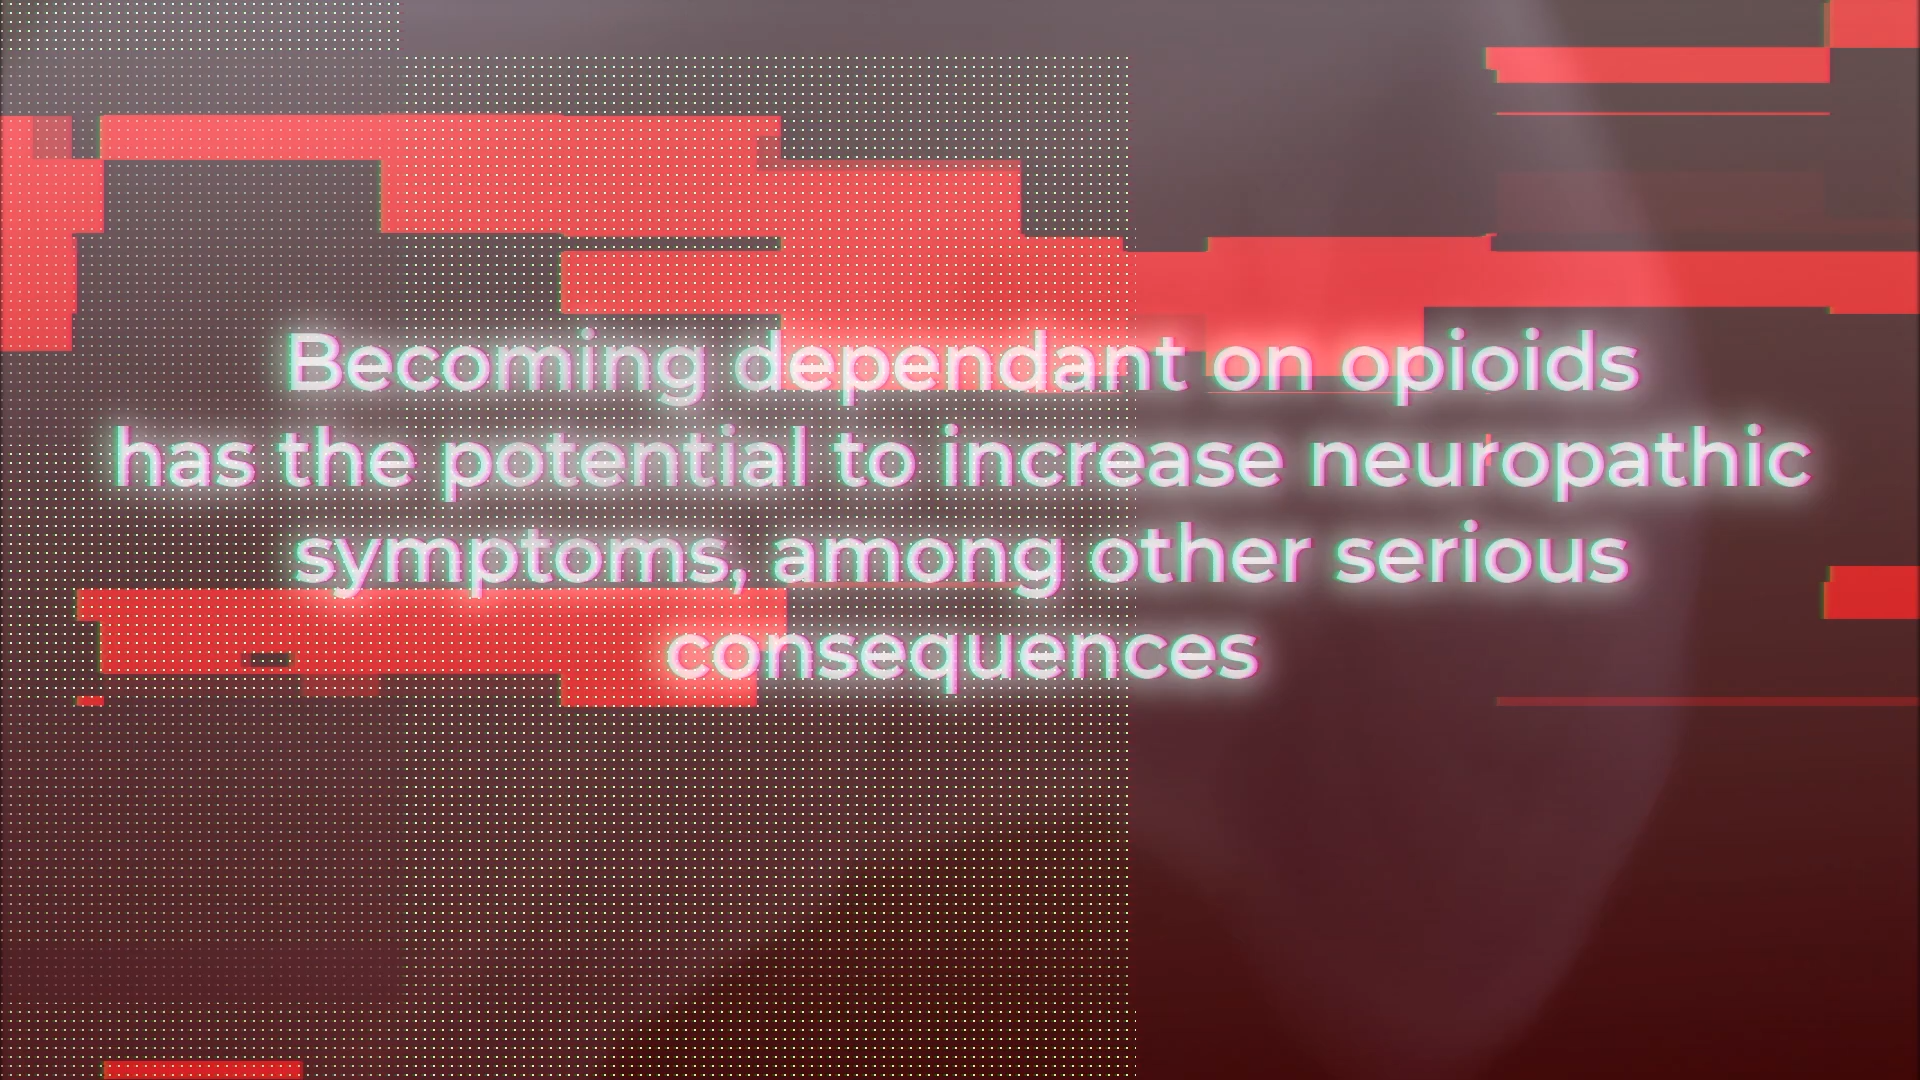 Becoming dependant on opioids
has the potential to increase neuropathic
symptoms, among other serious
consequences